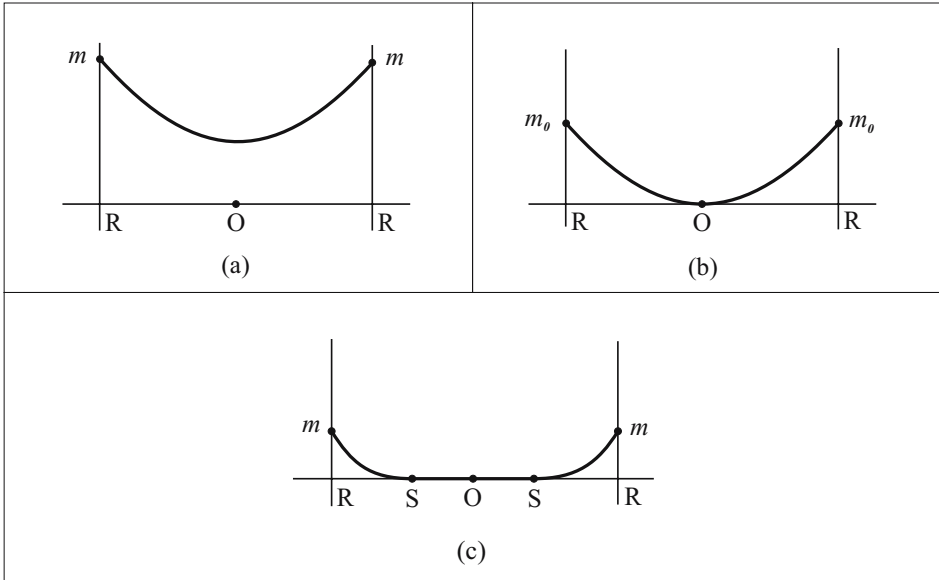 m m
R O R
(a)
m₀ m₀
R O R
(b)
m m
R S O S R
(c)